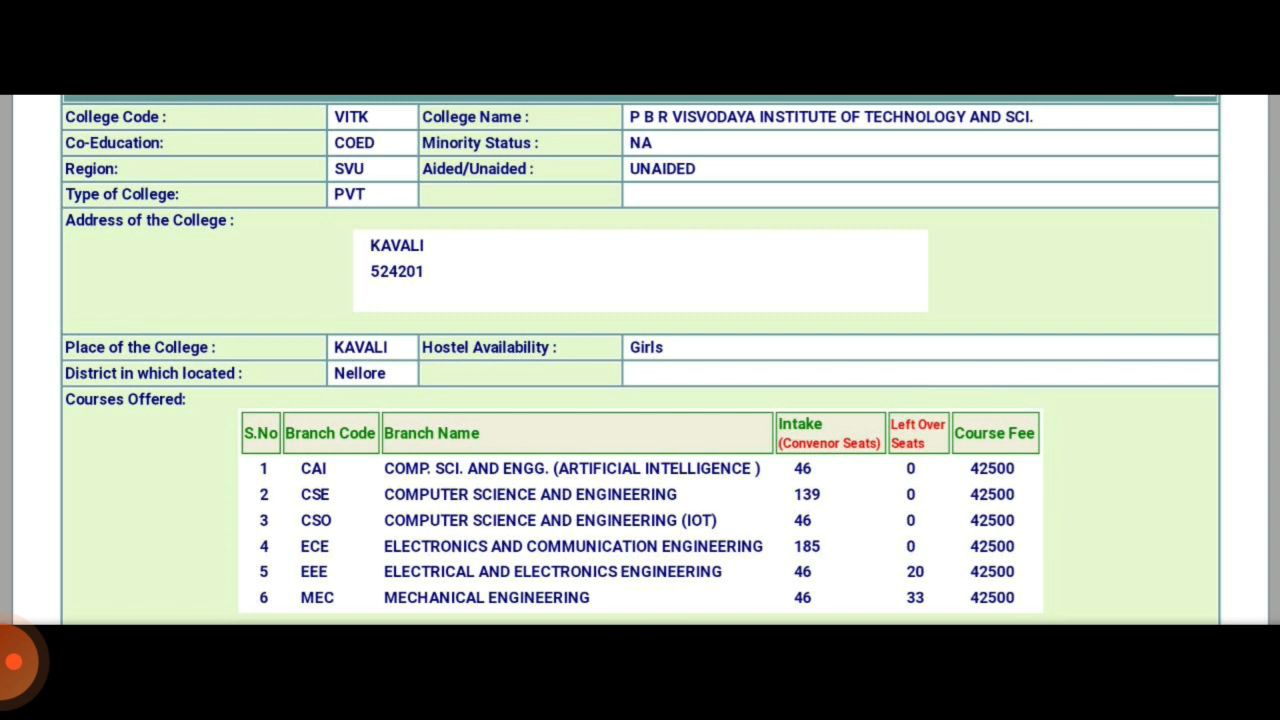 College Code : VITK College Name : P B R VISVODAYA INSTITUTE OF TECHNOLOGY AND SCI.
Co-Education: COED Minority Status : NA
Region: SVU Aided/Unaided : UNAIDED
Type of College: PVT
Address of the College :
KAVALI
524201
Place of the College : KAVALI Hostel Availability : Girls
District in which located : Nellore
Courses Offered:
S.No Branch Code Branch Name Intake (Convenor Seats) Left Over Seats Course Fee
1 CAI COMP. SCI. AND ENGG. (ARTIFICIAL INTELLIGENCE ) 46 0 42500
2 CSE COMPUTER SCIENCE AND ENGINEERING 139 0 42500
3 CSO COMPUTER SCIENCE AND ENGINEERING (IOT) 46 0 42500
4 ECE ELECTRONICS AND COMMUNICATION ENGINEERING 185 0 42500
5 EEE ELECTRICAL AND ELECTRONICS ENGINEERING 46 20 42500
6 MEC MECHANICAL ENGINEERING 46 33 42500